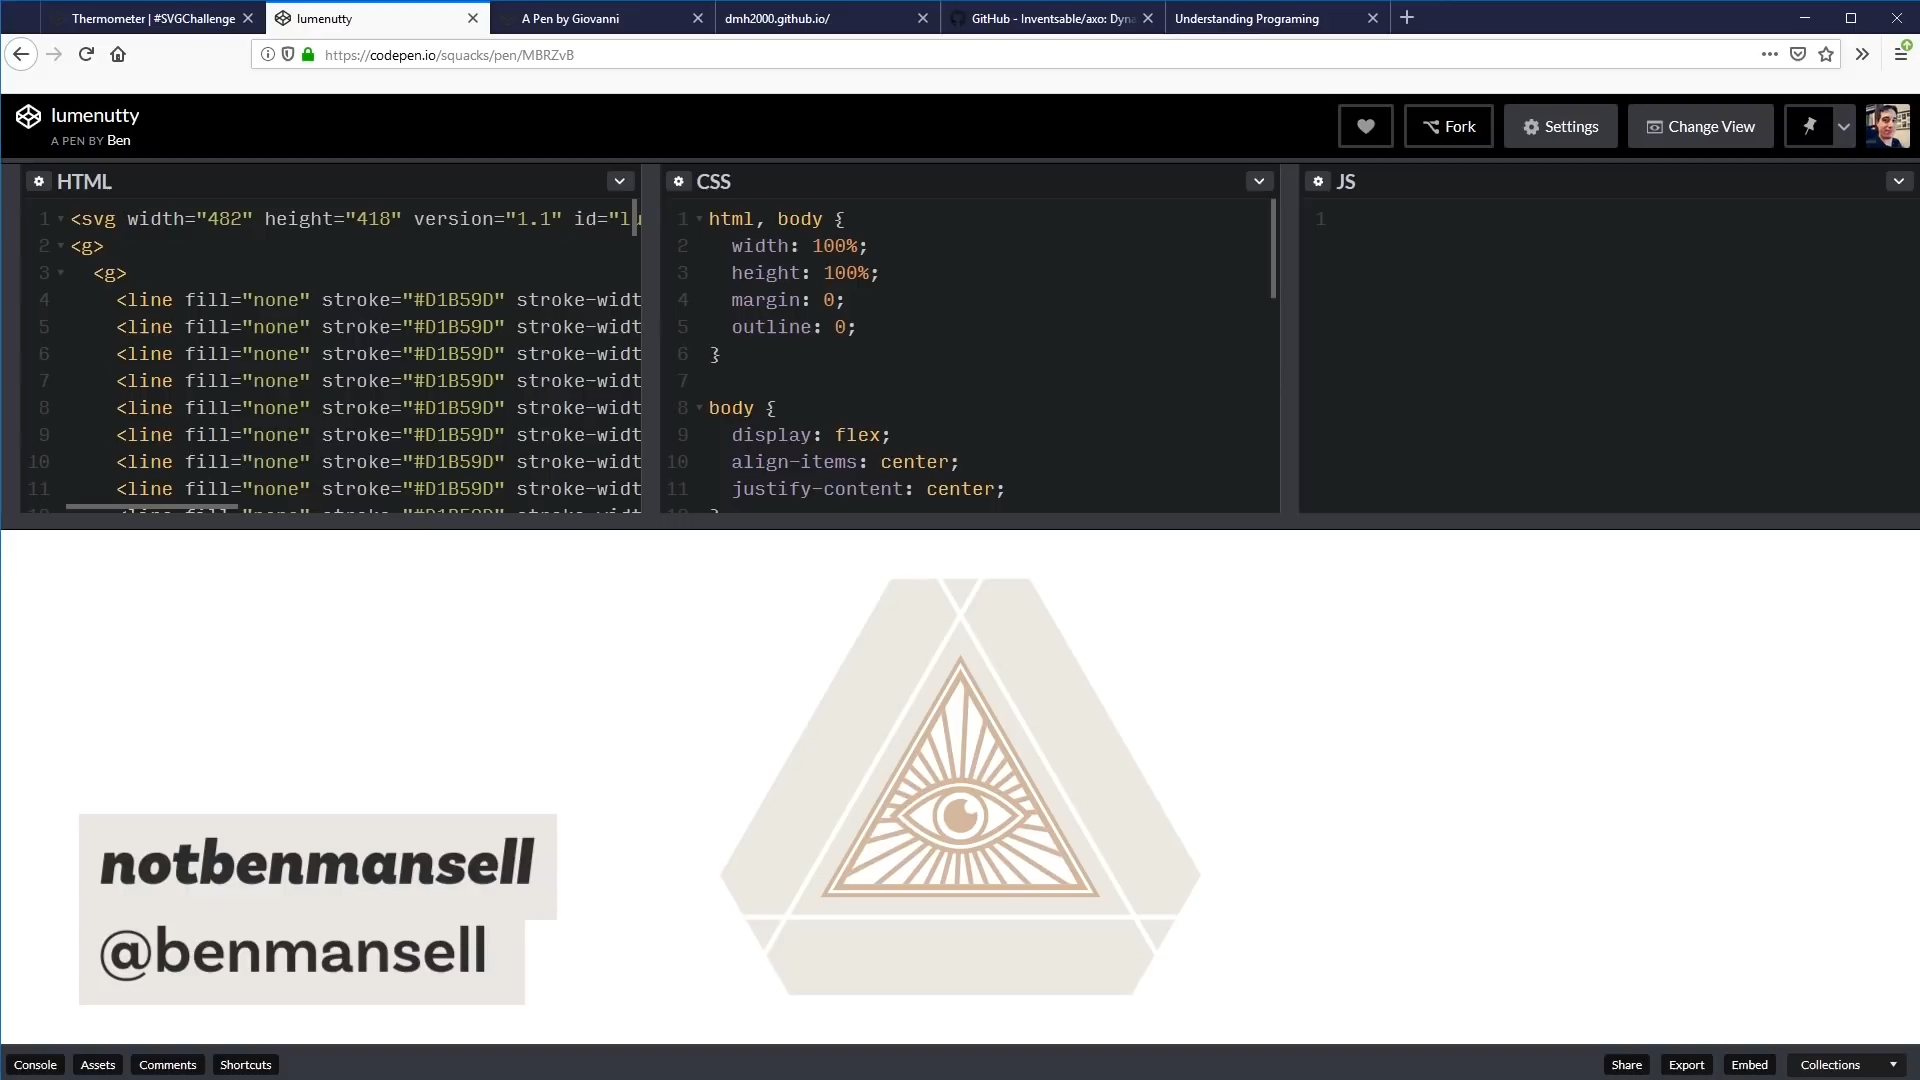 Thermometer | #SVGChallenge
lumenutty
A Pen by Giovanni
dmh2000.github.io/
GitHub - Inventsable/axo: Dyna
Understanding Programing
https://codepen.io/squacks/pen/MBRZvB
lumenutty
A PEN BY Ben
Fork
Settings
Change View
HTML
1 <svg width="482" height="418" version="1.1" id="lu
2 <g>
3 <g>
4 <line fill="none" stroke="#D1B59D" stroke-widt
5 <line fill="none" stroke="#D1B59D" stroke-widt
6 <line fill="none" stroke="#D1B59D" stroke-widt
7 <line fill="none" stroke="#D1B59D" stroke-widt
8 <line fill="none" stroke="#D1B59D" stroke-widt
9 <line fill="none" stroke="#D1B59D" stroke-widt
10 <line fill="none" stroke="#D1B59D" stroke-widt
11 <line fill="none" stroke="#D1B59D" stroke-widt
CSS
1 html, body {
2 width: 100%;
3 height: 100%;
4 margin: 0;
5 outline: 0;
6 }
7
8 body {
9 display: flex;
10 align-items: center;
11 justify-content: center;
JS
1
notbenmansell
@benmansell
Console
Assets
Comments
Shortcuts
Share
Export
Embed
Collections